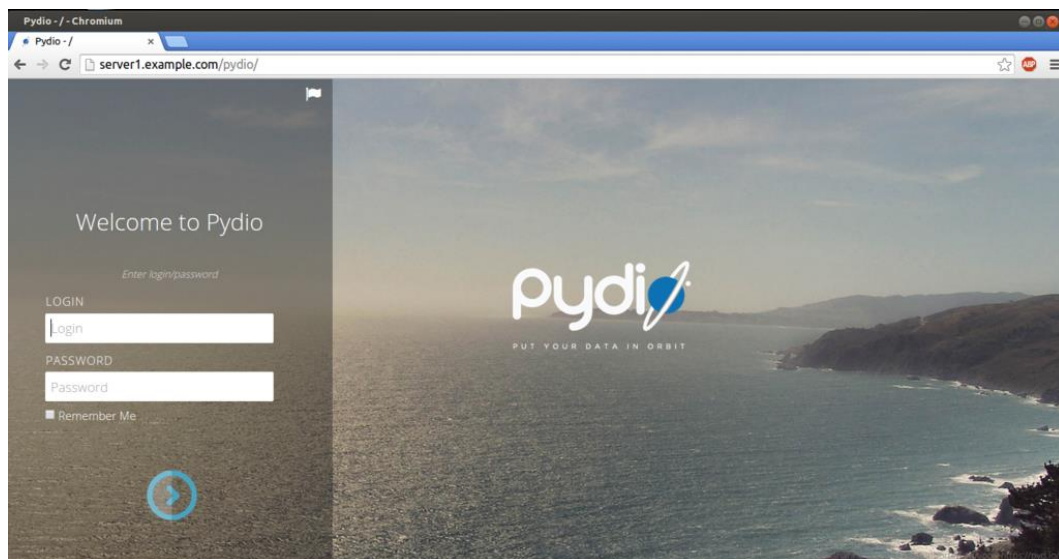 Pydio - / - Chromium
Pydio - /
server1.example.com/pydio/
ABP
Welcome to Pydio
Enter login/password
LOGIN
Login
PASSWORD
Password
Remember Me
pydio
PUT YOUR DATA IN ORBIT